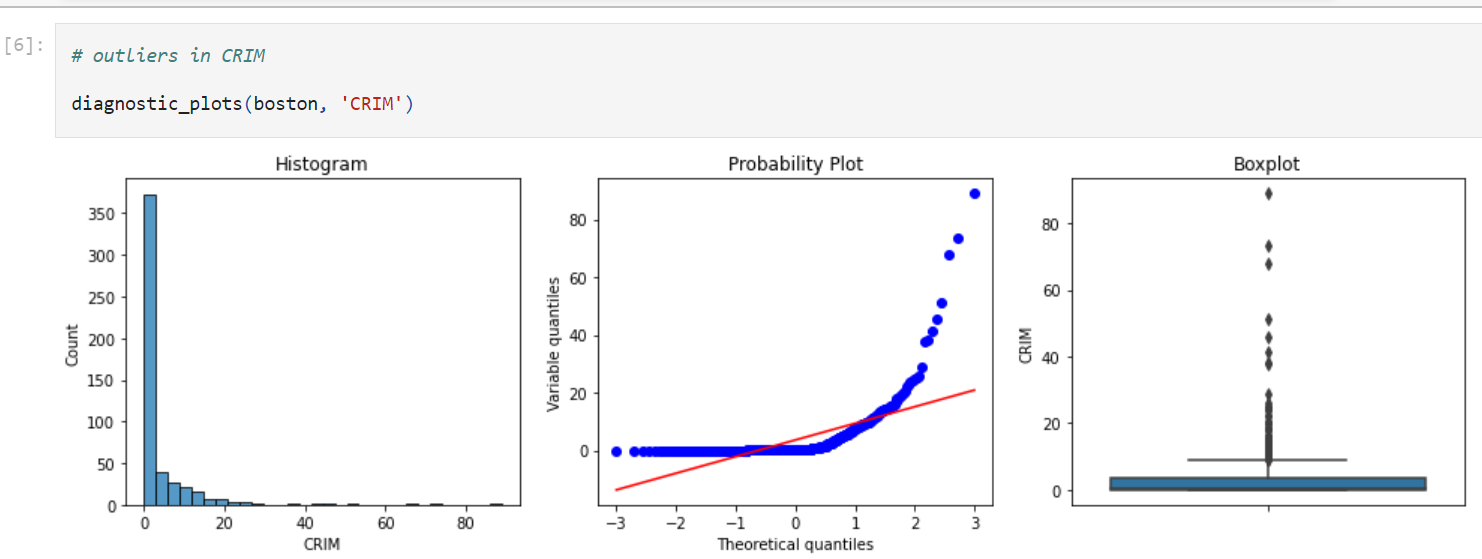 [6]:
# outliers in CRIM
diagnostic_plots(boston, 'CRIM')
Histogram
350
300
250
200
150
100
50
0
Count
0 20 40 60 80
CRIM
Probability Plot
80
60
40
20
0
Variable quantiles
−3 −2 −1 0 1 2 3
Theoretical quantiles
Boxplot
80
60
40
20
0
CRIM